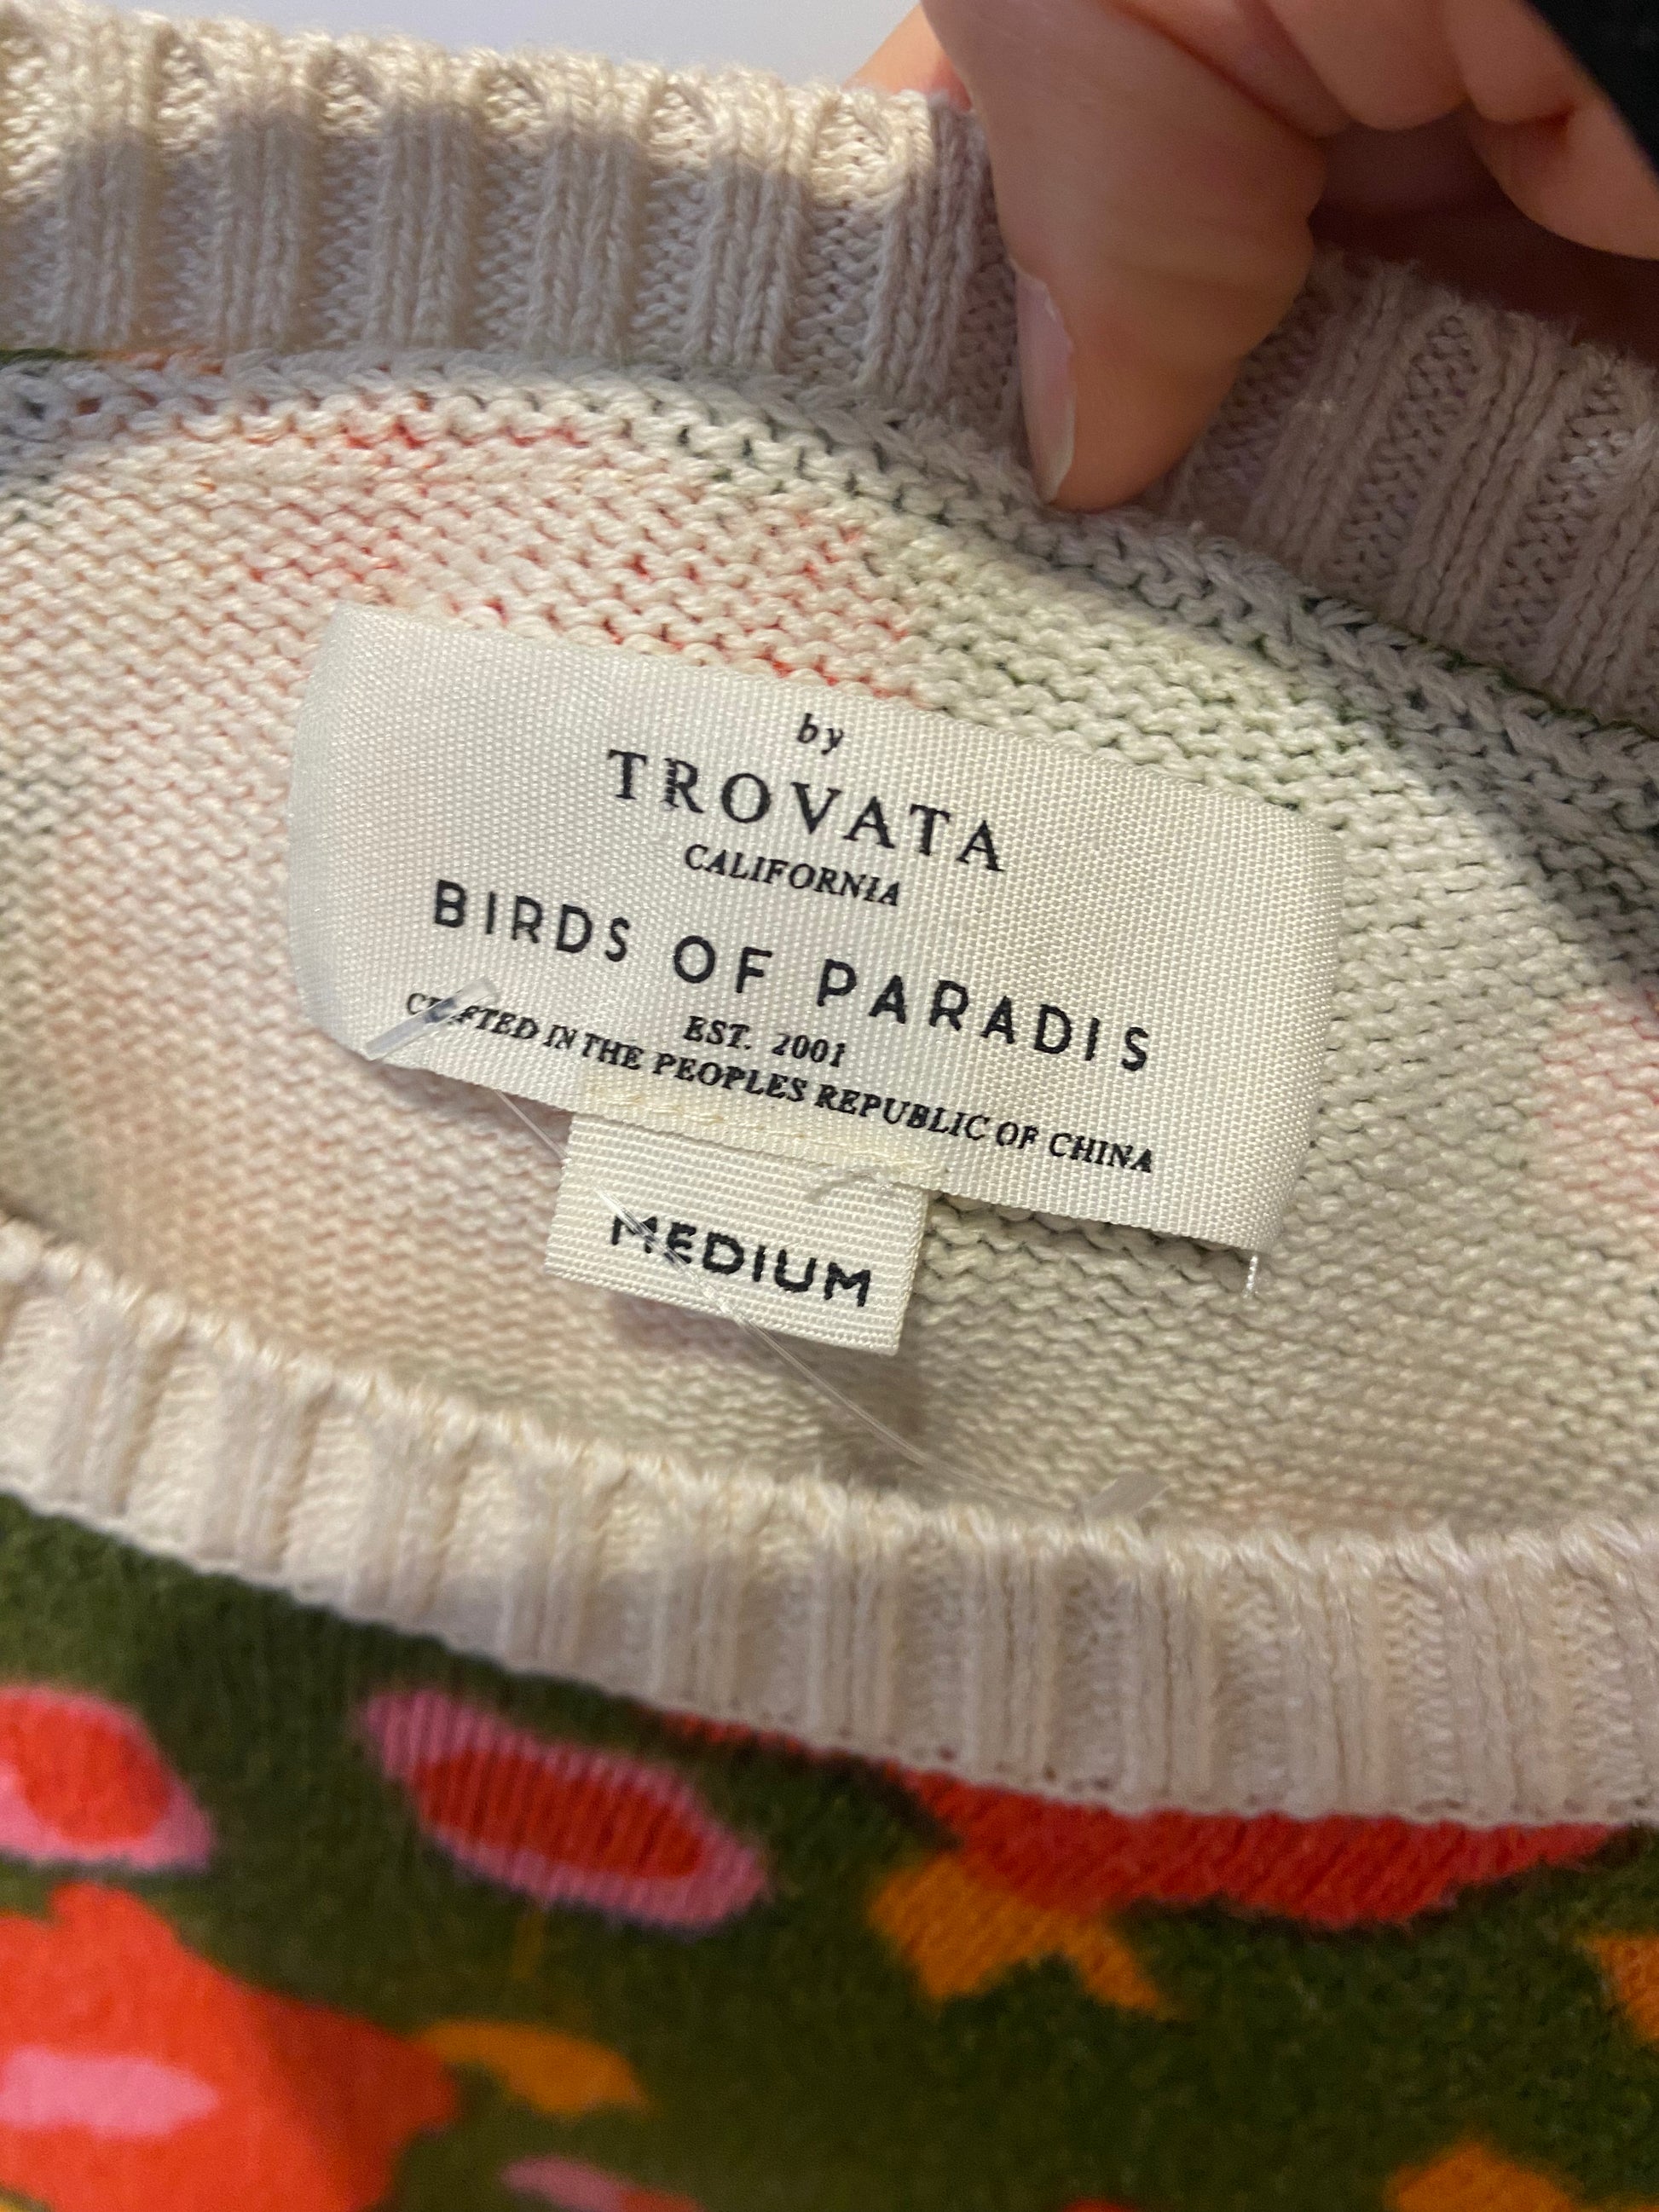 by
TROVATA
CALIFORNIA
BIRDS OF PARADIS
EST. 2001
CRAFTED IN THE PEOPLES REPUBLIC OF CHINA
MEDIUM